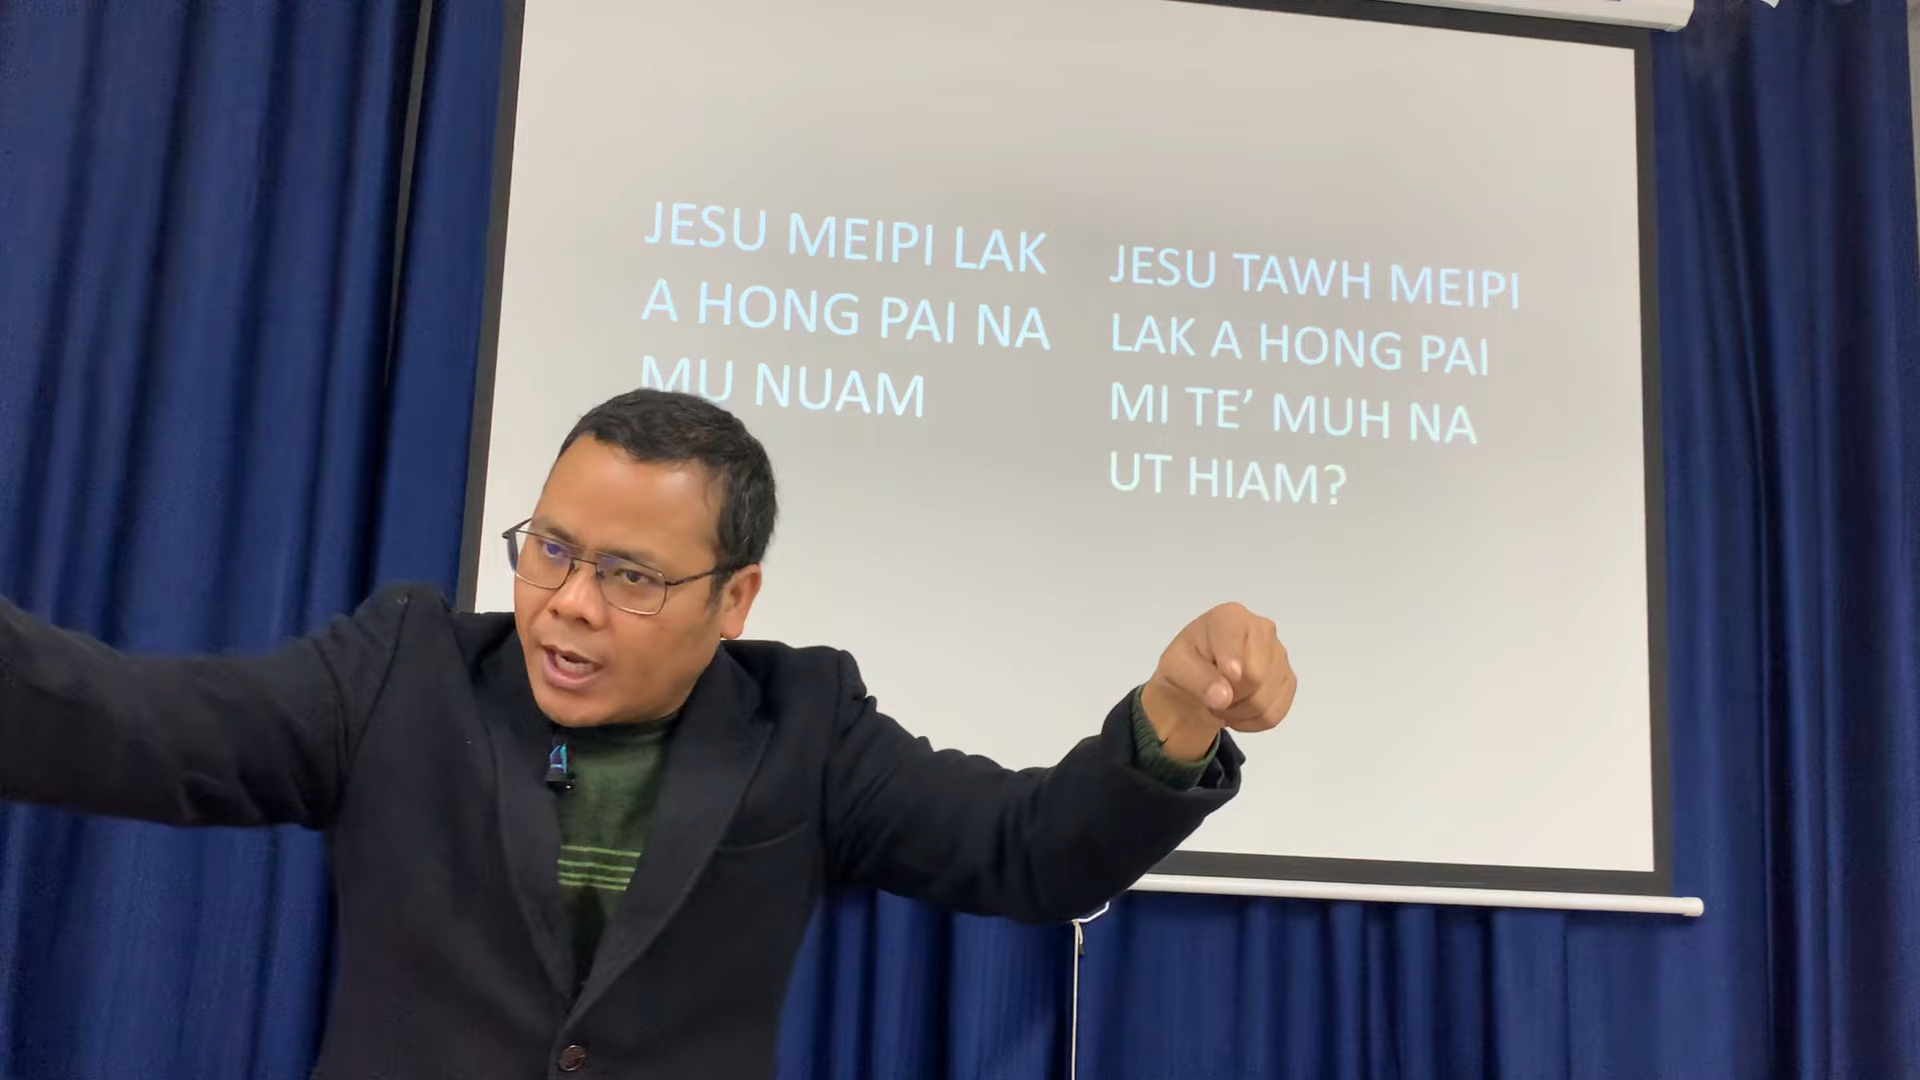 JESU MEIPI LAK
A HONG PAI NA
MU NUAM
JESU TAWH MEIPI
LAK A HONG PAI
MI TE’ MUH NA
UT HIAM?